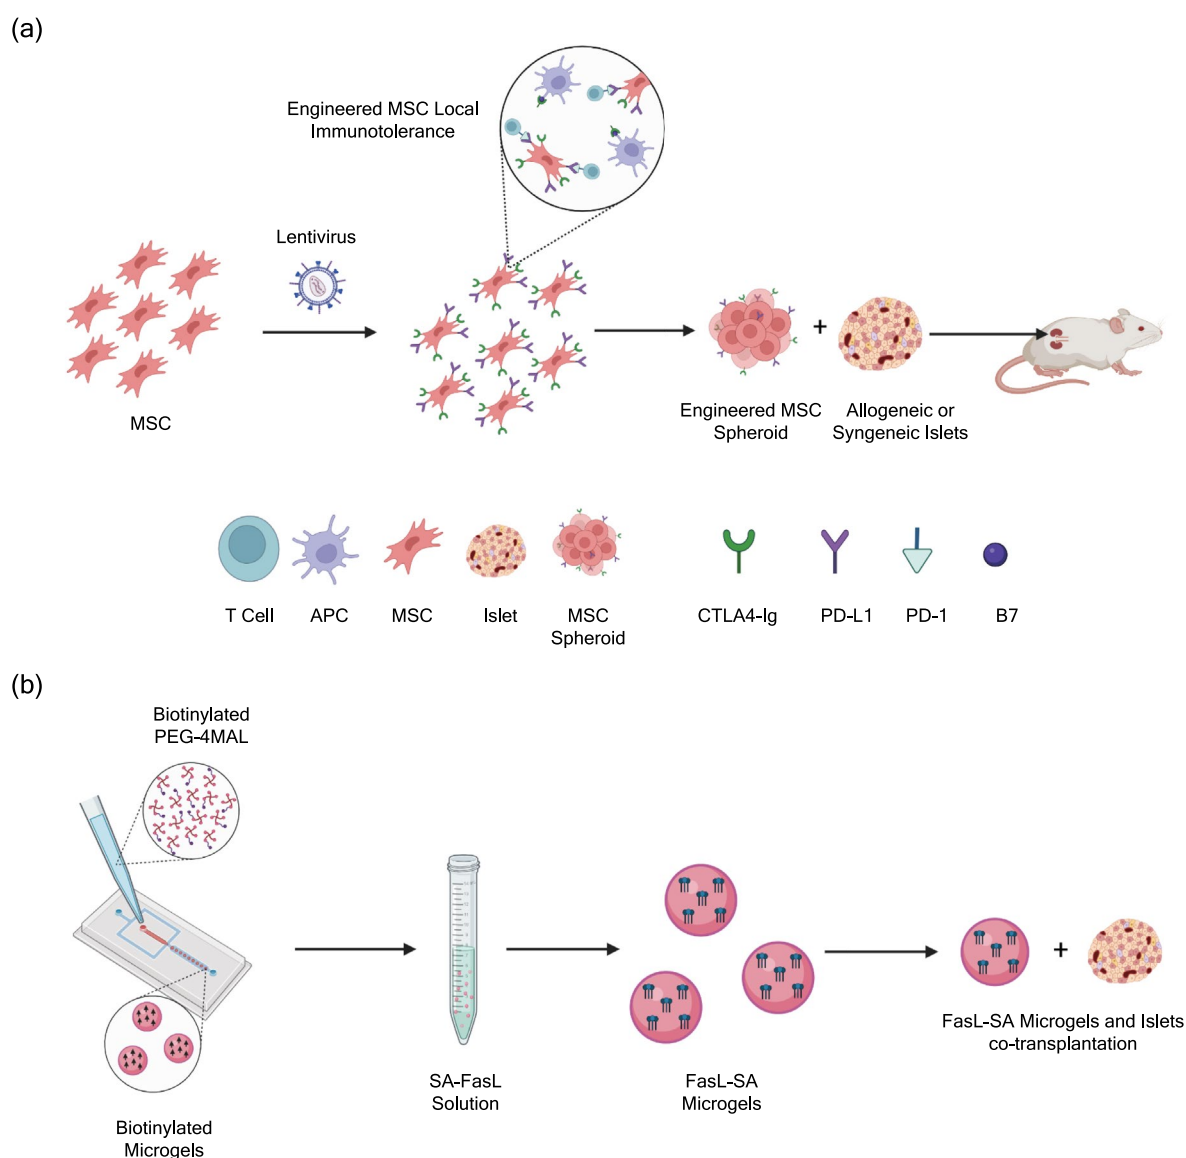 (a)
Engineered MSC Local
Immunotolerance
Lentivirus
MSC
Engineered MSC
Spheroid
+
Allogeneic or
Syngeneic Islets
T Cell
APC
MSC
Islet
MSC
Spheroid
CTLA4-Ig
PD-L1
PD-1
B7
(b)
Biotinylated
PEG-4MAL
Biotinylated
Microgels
SA-FasL
Solution
FasL-SA
Microgels
+
FasL-SA Microgels and Islets
co-transplantation